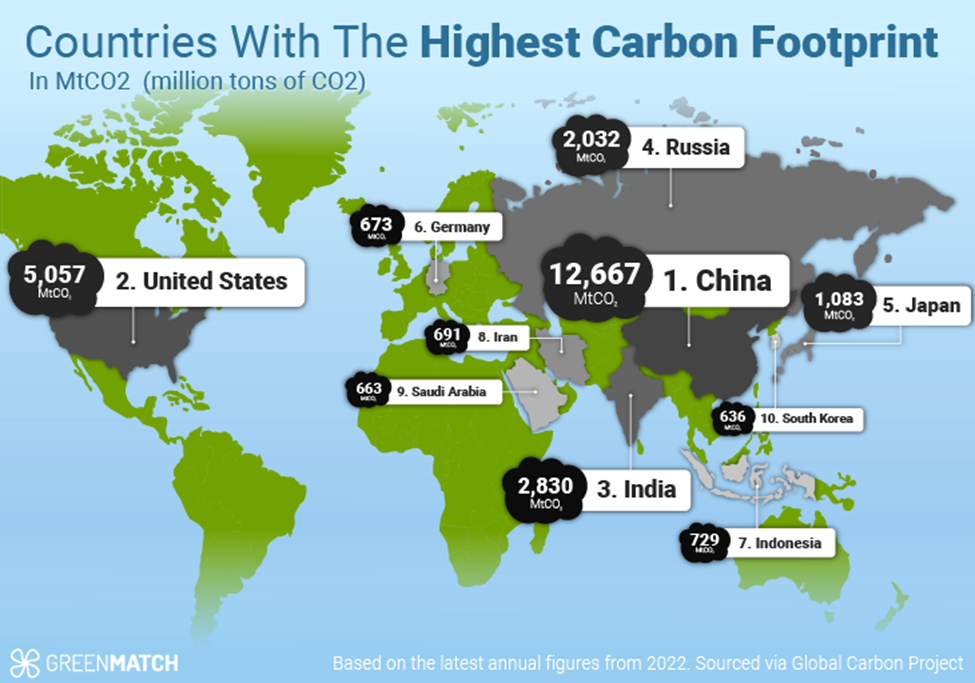 Countries With The Highest Carbon Footprint
In MtCO2 (million tons of CO2)
2,032
MtCO₂
4. Russia
673
MtCO₂
6. Germany
5,057
MtCO₂
2. United States
12,667
MtCO₂
1. China
1,083
MtCO₂
5. Japan
691
MtCO₂
8. Iran
663
MtCO₂
9. Saudi Arabia
636
MtCO₂
10. South Korea
2,830
MtCO₂
3. India
729
MtCO₂
7. Indonesia
GREENMATCH
Based on the latest annual figures from 2022. Sourced via Global Carbon Project